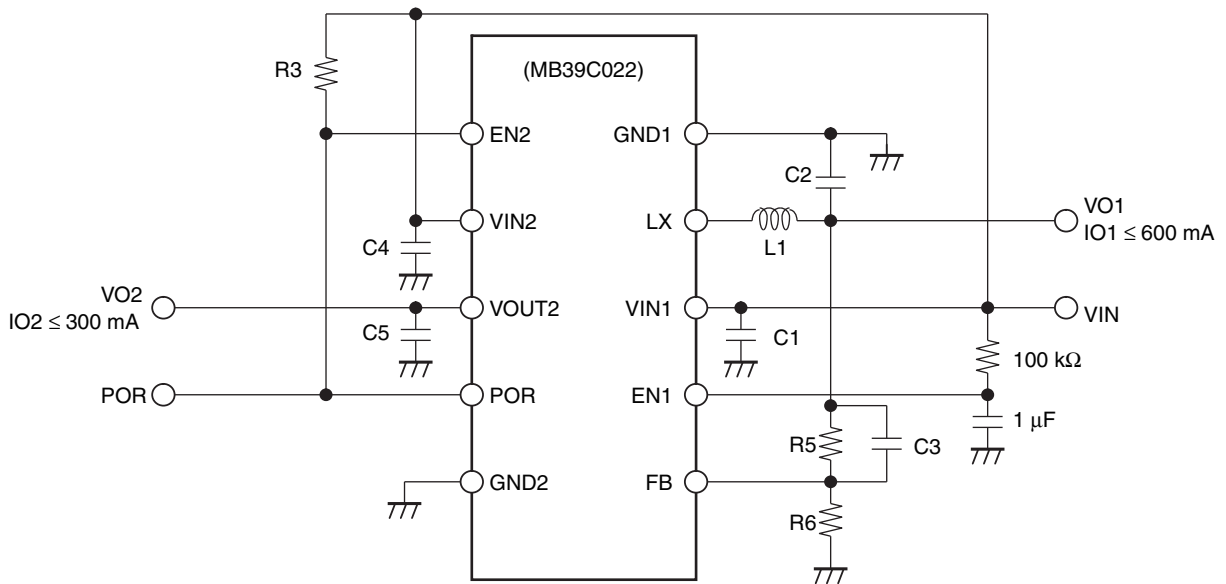 R3
(MB39C022)
EN2
GND1
C2
VIN2
LX
VO1
IO1 ≤ 600 mA
C4
L1
VO2
IO2 ≤ 300 mA
VOUT2
VIN1
VIN
C5
C1
100 kΩ
POR
POR
EN1
1 μF
R5
C3
GND2
FB
R6